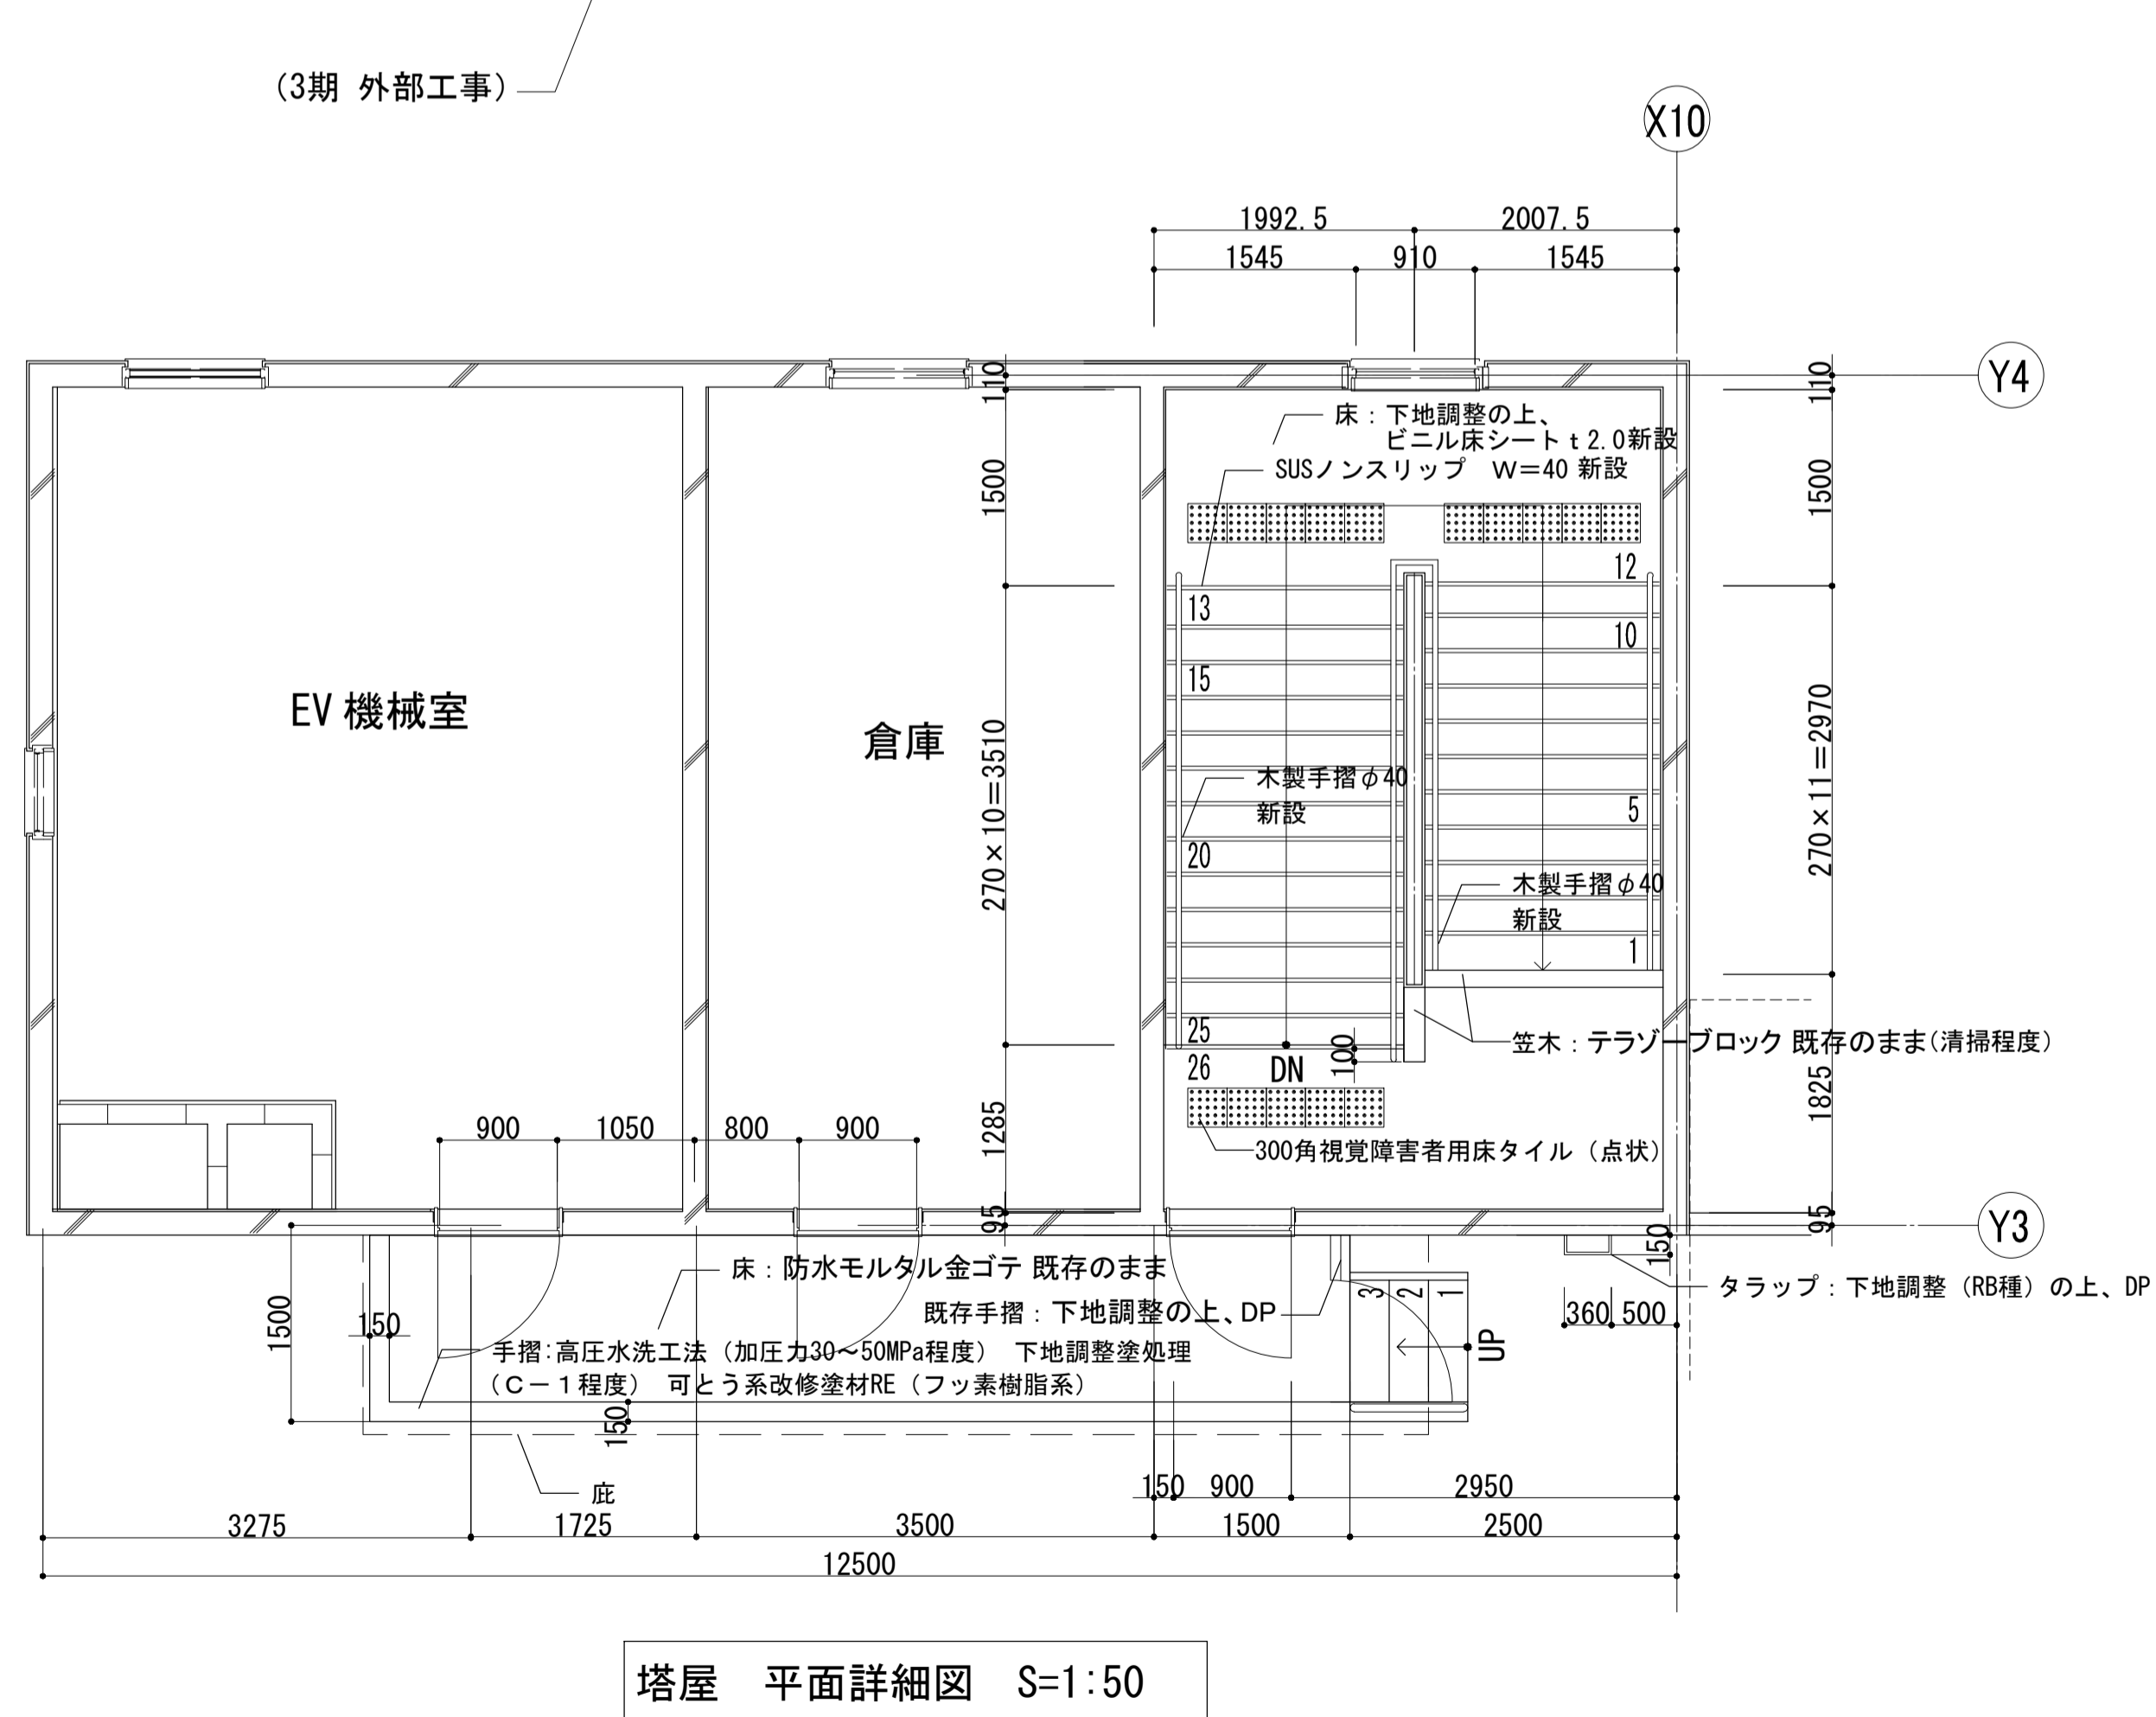 (3期 外部工事)
X10
1992.5 2007.5
1545 910 1545
Y4
110
110
床：下地調整の上、
ビニル床シートｔ2.0新設
SUSノンスリップ Ｗ＝40 新設
1500
1500
12
13
10
15
EV 機械室
倉庫
270×10＝3510
270×11＝2970
木製手摺φ40
新設
5
20
木製手摺φ40
新設
1
25
26
DN
100
笠木：テラゾーブロック 既存のまま(清掃程度)
1285
1825
900 1050 800 900
300角視覚障害者用床タイル（点状）
95
95
Y3
150
床：防水モルタル金ゴテ 既存のまま
タラップ：下地調整（RB種）の上、DP
既存手摺：下地調整の上、DP
3 2 1
UP
360 500
1500
150
手摺:高圧水洗工法（加圧力30～50MPa程度） 下地調整塗処理
（Ｃ－１程度） 可とう系改修塗材RE（フッ素樹脂系）
150
庇
150 900 2950
3275 1725 3500 1500 2500
12500
塔屋 平面詳細図 S=1:50